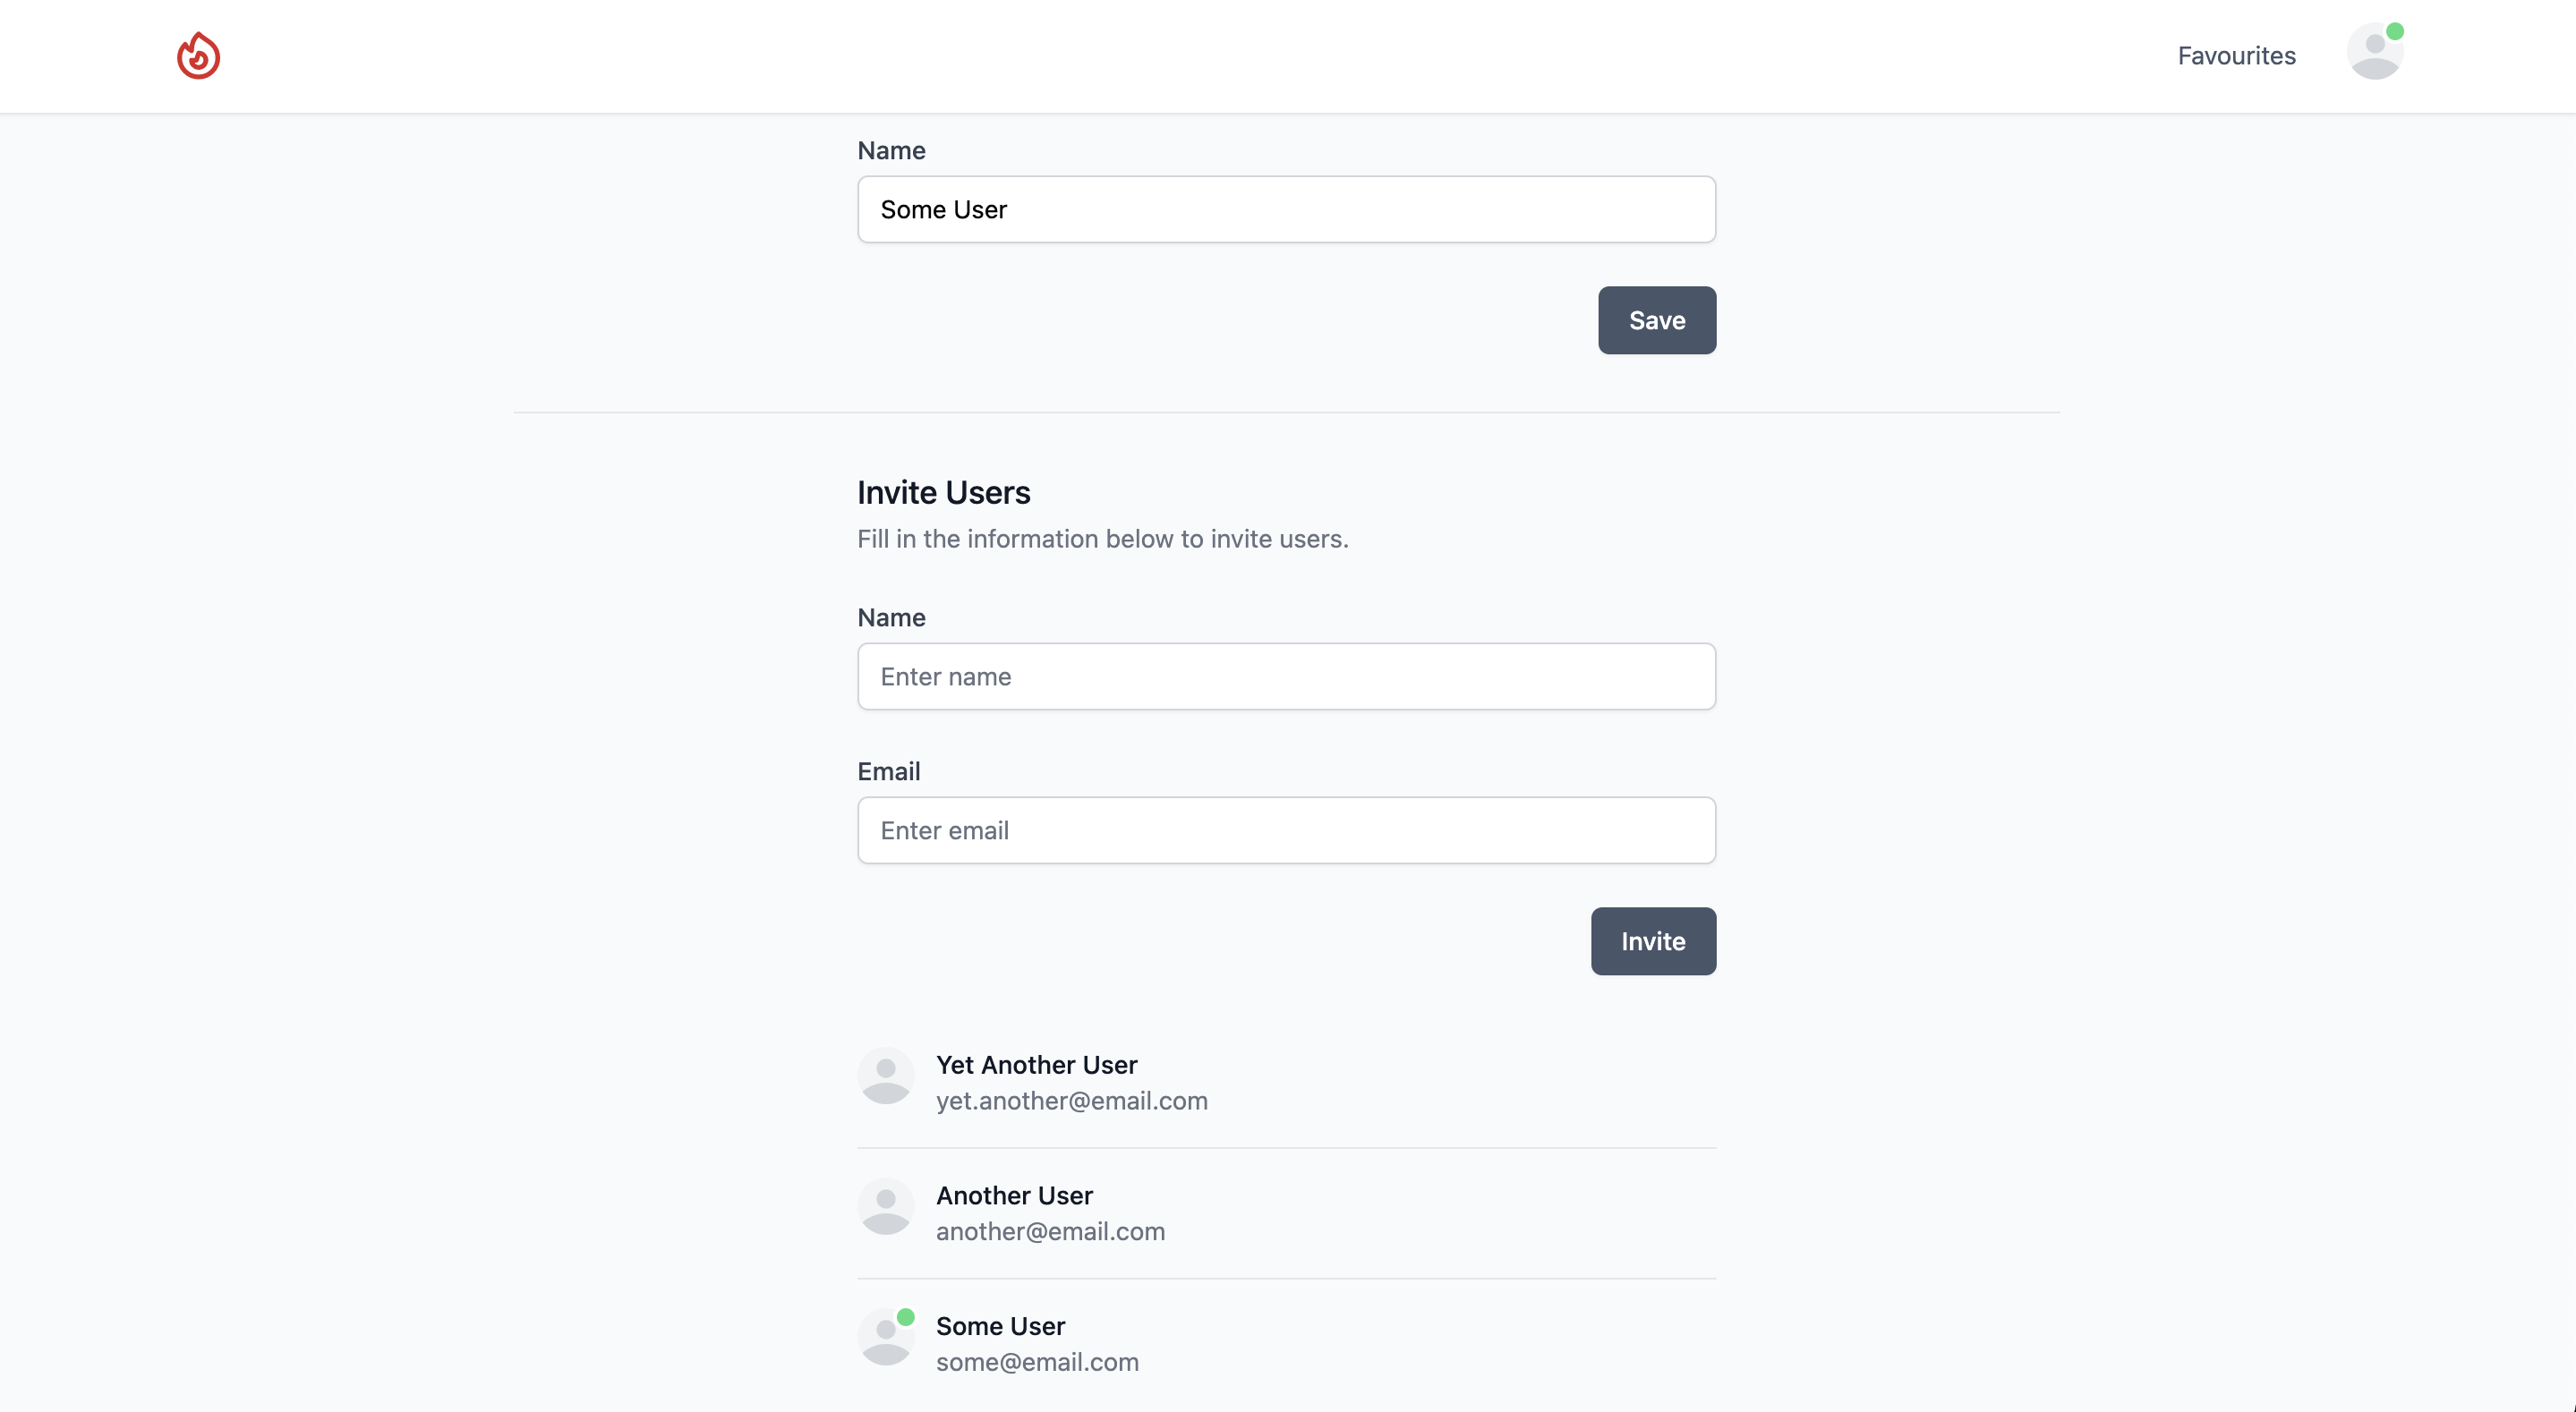 Favourites
Name
Some User
Save
Invite Users
Fill in the information below to invite users.
Name
Enter name
Email
Enter email
Invite
Yet Another User
yet.another@email.com
Another User
another@email.com
Some User
some@email.com